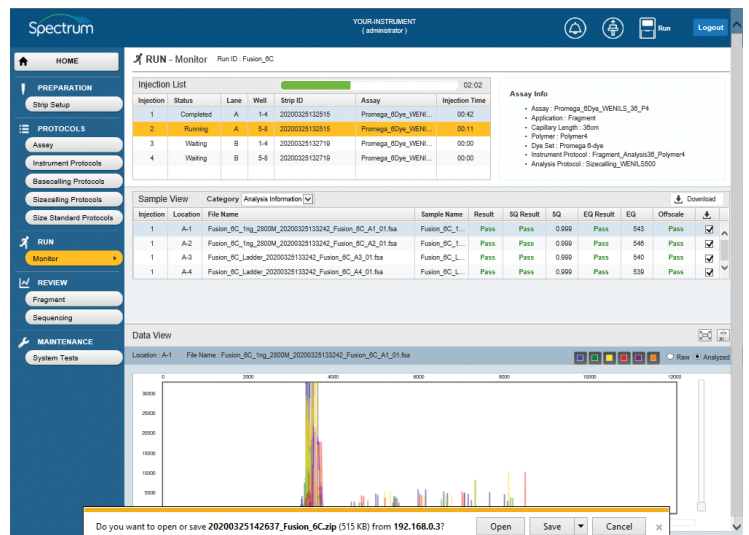 Spectrum
YOUR-INSTRUMENT
( administrator )
Run
Logout
HOME
PREPARATION
Strip Setup
PROTOCOLS
Assay
Instrument Protocols
Basecalling Protocols
Sizecalling Protocols
Size Standard Protocols
RUN
Monitor
REVIEW
Fragment
Sequencing
MAINTENANCE
System Tests
RUN - Monitor Run ID : Fusion_6C
Injection List 02:02
Injection Status Lane Well Strip ID Assay Injection Time
1 Completed A 1-4 20200325132515 Promega_6Dye_WENI... 00:42
2 Running A 5-8 20200325132515 Promega_6Dye_WENI... 00:11
3 Waiting B 1-4 20200325132719 Promega_6Dye_WENI... 00:00
4 Waiting B 5-8 20200325132719 Promega_6Dye_WENI... 00:00
Assay Info
• Assay : Promega_6Dye_WENILS_36_P4
• Application : Fragment
• Capillary Length : 36cm
• Polymer : Polymer4
• Dye Set : Promega 6-dye
• Instrument Protocol : Fragment_Analysis36_Polymer4
• Analysis Protocol : Sizecalling_WENILS500
Sample View Category Analysis Information Download
Injection Location File Name Sample Name Result SQ Result SQ EQ Result EQ Offscale
1 A-1 Fusion_6C_1ng_2800M_20200325133242_Fusion_6C_A1_01.fsa Fusion_6C_1... Pass Pass 0.999 Pass 543 Pass
1 A-2 Fusion_6C_1ng_2800M_20200325133242_Fusion_6C_A2_01.fsa Fusion_6C_1... Pass Pass 0.999 Pass 546 Pass
1 A-3 Fusion_6C_Ladder_20200325133242_Fusion_6C_A3_01.fsa Fusion_6C_L... Pass Pass 0.999 Pass 540 Pass
1 A-4 Fusion_6C_Ladder_20200325133242_Fusion_6C_A4_01.fsa Fusion_6C_L... Pass Pass 0.999 Pass 539 Pass
Data View
Location : A-1 File Name : Fusion_6C_1ng_2800M_20200325133242_Fusion_6C_A1_01.fsa Raw Analyzed
0 2000 4000 6000 8000 10000 12000
30000
25000
20000
15000
10000
5000
Do you want to open or save 20200325142637_Fusion_6C.zip (515 KB) from 192.168.0.3? Open Save Cancel ×